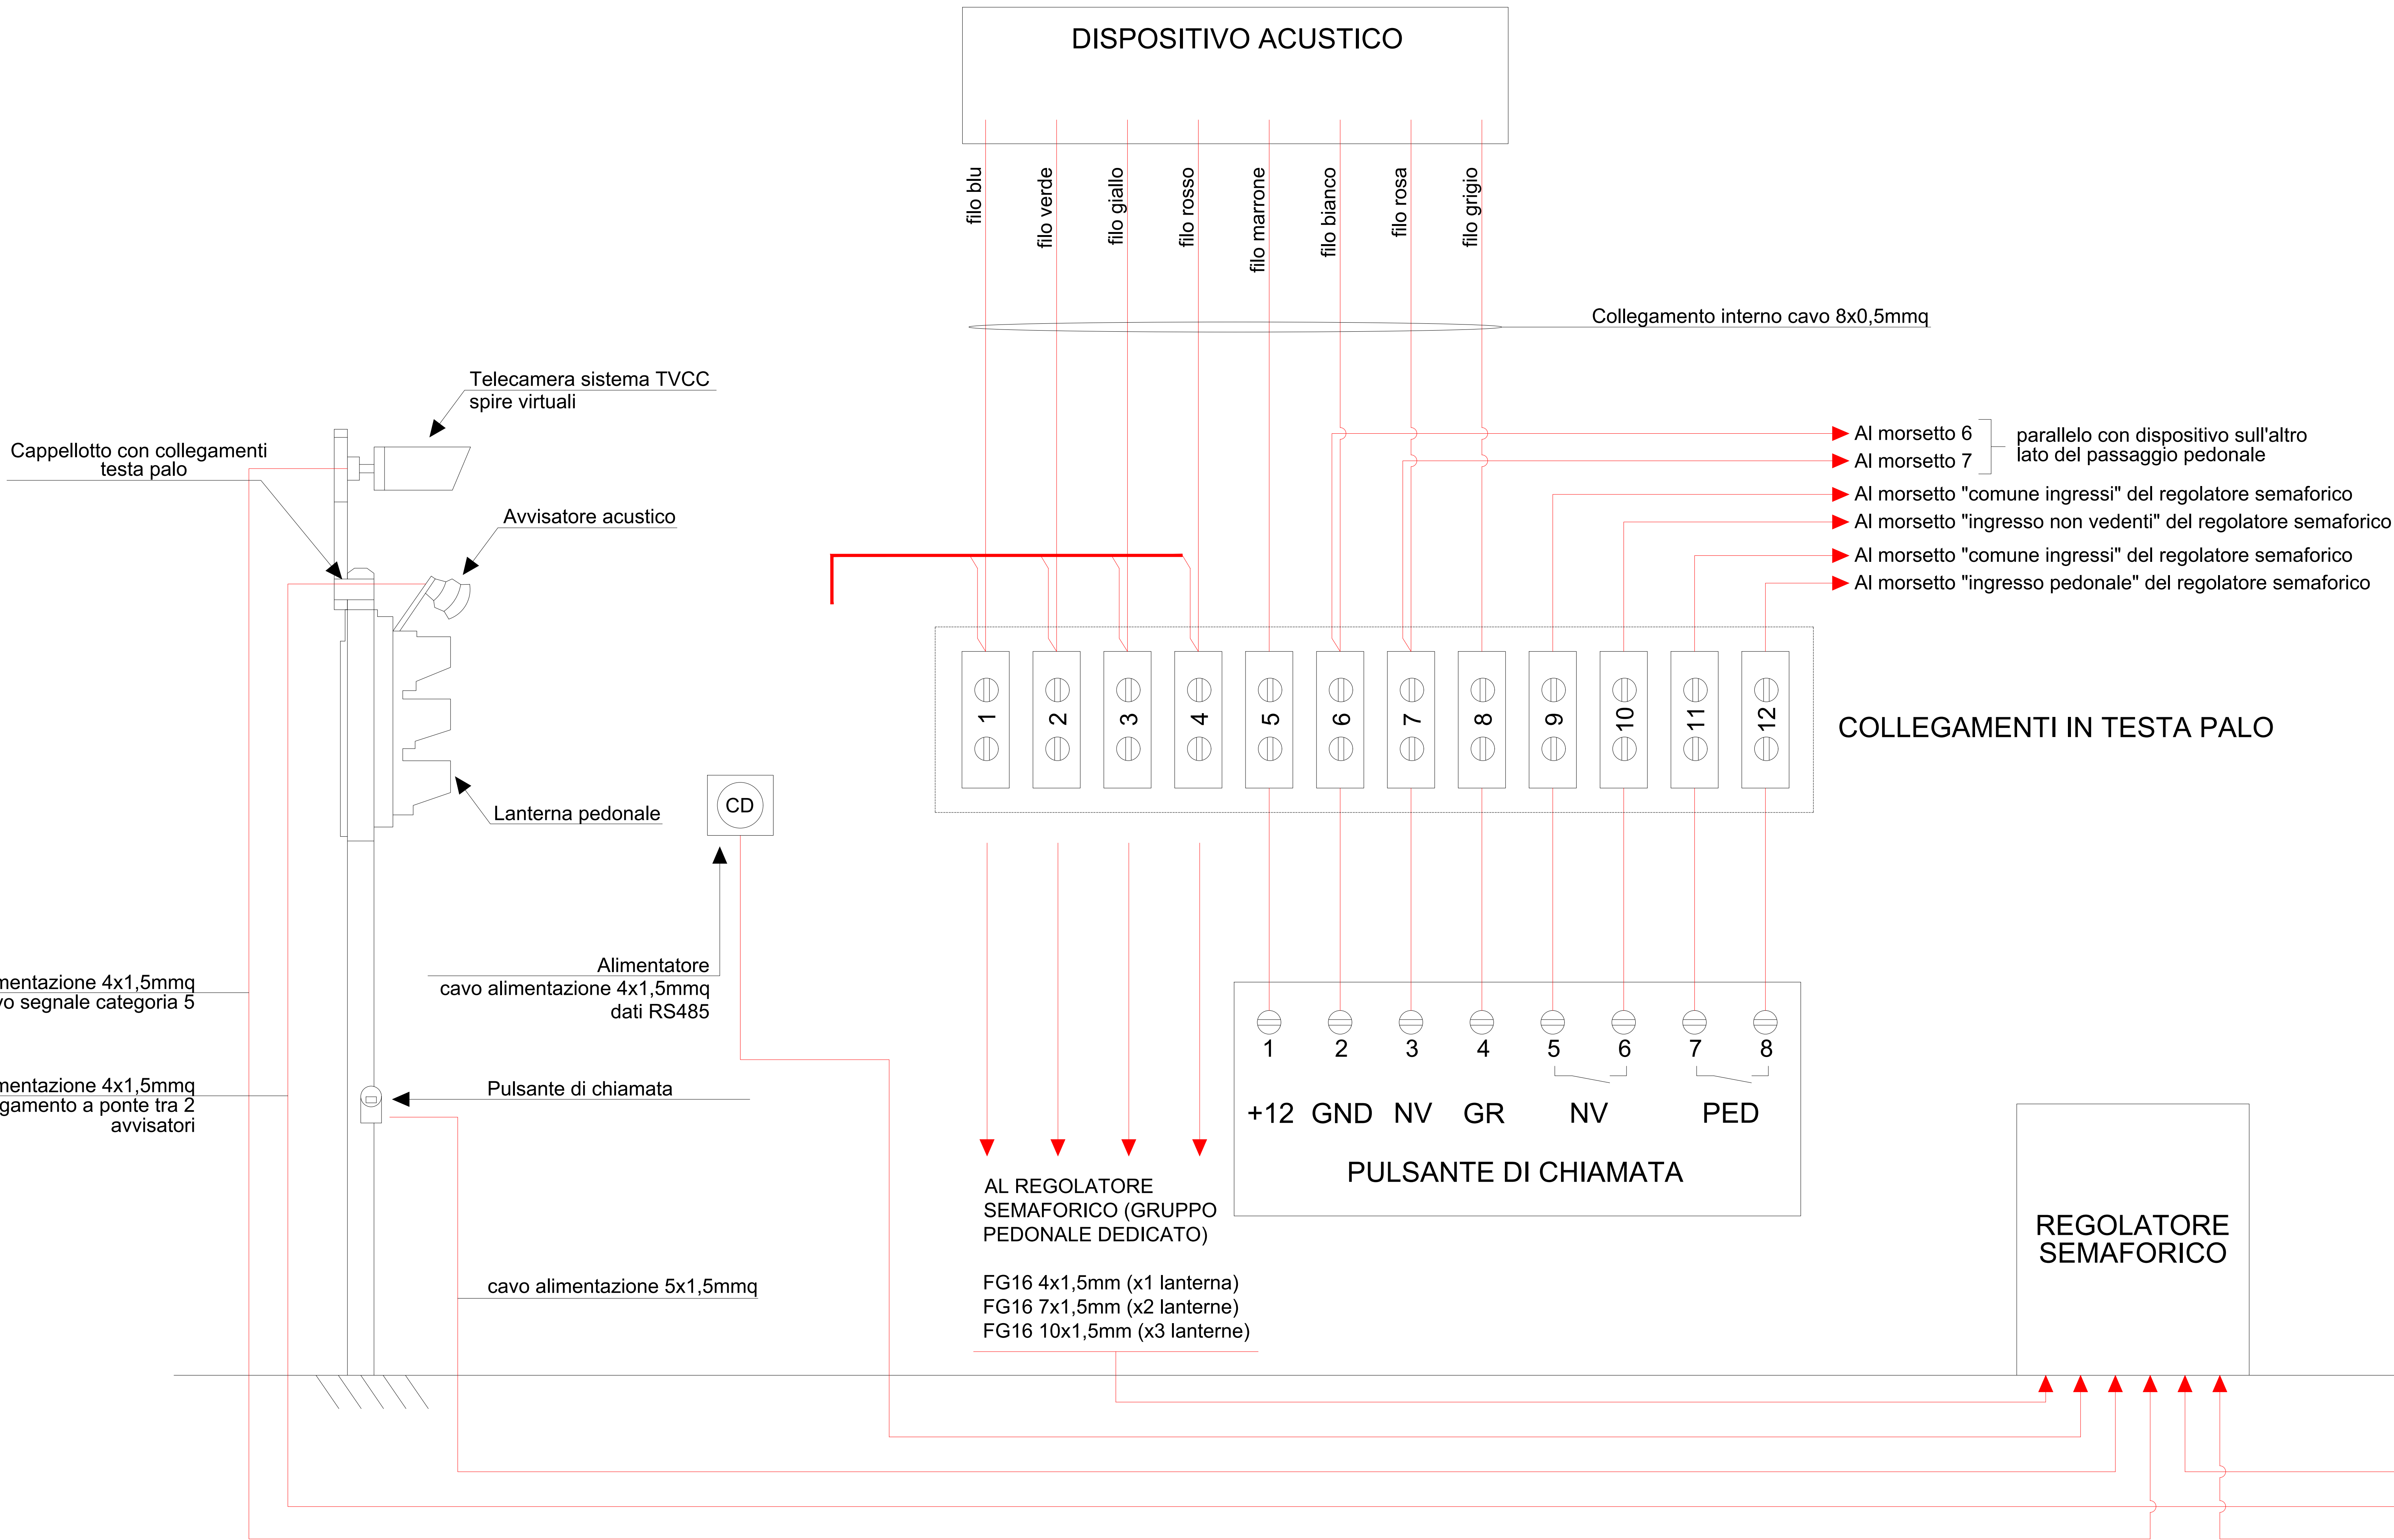 DISPOSITIVO ACUSTICO
filo blu
filo verde
filo giallo
filo rosso
filo marrone
filo bianco
filo rosa
filo grigio
Collegamento interno cavo 8x0,5mmq
Telecamera sistema TVCC
spire virtuali
Cappellotto con collegamenti
testa palo
Avvisatore acustico
Al morsetto 6
Al morsetto 7
parallelo con dispositivo sull'altro
lato del passaggio pedonale
Al morsetto "comune ingressi" del regolatore semaforico
Al morsetto "ingresso non vedenti" del regolatore semaforico
Al morsetto "comune ingressi" del regolatore semaforico
Al morsetto "ingresso pedonale" del regolatore semaforico
1 2 3 4 5 6 7 8 9 10 11 12
COLLEGAMENTI IN TESTA PALO
Lanterna pedonale
CD
Alimentatore
cavo alimentazione 4x1,5mmq
dati RS485
4x1,5mmq
segnale categoria 5
4x1,5mmq
a ponte tra 2
avvisatori
Pulsante di chiamata
cavo alimentazione 5x1,5mmq
1 2 3 4 5 6 7 8
+12 GND NV GR NV PED
PULSANTE DI CHIAMATA
AL REGOLATORE
SEMAFORICO (GRUPPO
PEDONALE DEDICATO)
FG16 4x1,5mm (x1 lanterna)
FG16 7x1,5mm (x2 lanterne)
FG16 10x1,5mm (x3 lanterne)
REGOLATORE
SEMAFORICO